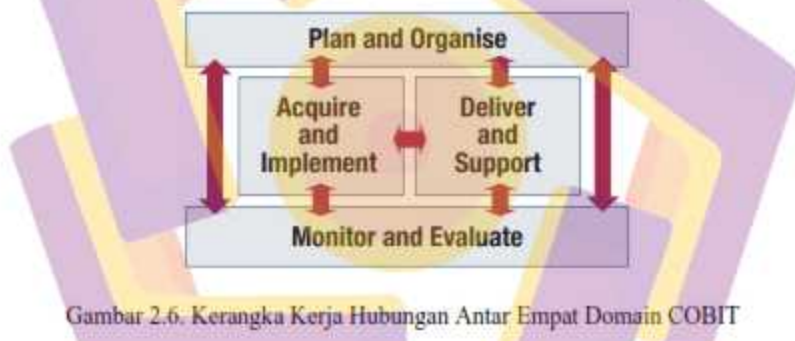 Plan and Organise
Acquire
and
Implement
Deliver
and
Support
Monitor and Evaluate
Gambar 2.6. Kerangka Kerja Hubungan Antar Empat Domain COBIT